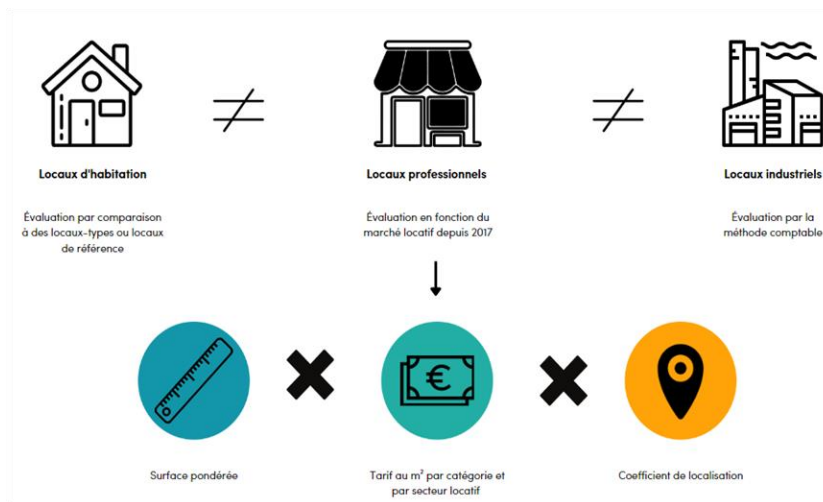 Locaux d'habitation
Évaluation par comparaison
à des locaux-types ou locaux
de référence
Locaux professionnels
Évaluation en fonction du
marché locatif depuis 2017
Locaux industriels
Évaluation par la
méthode comptable
€
Surface pondérée
Tarif au m² par catégorie et
par secteur locatif
Coefficient de localisation